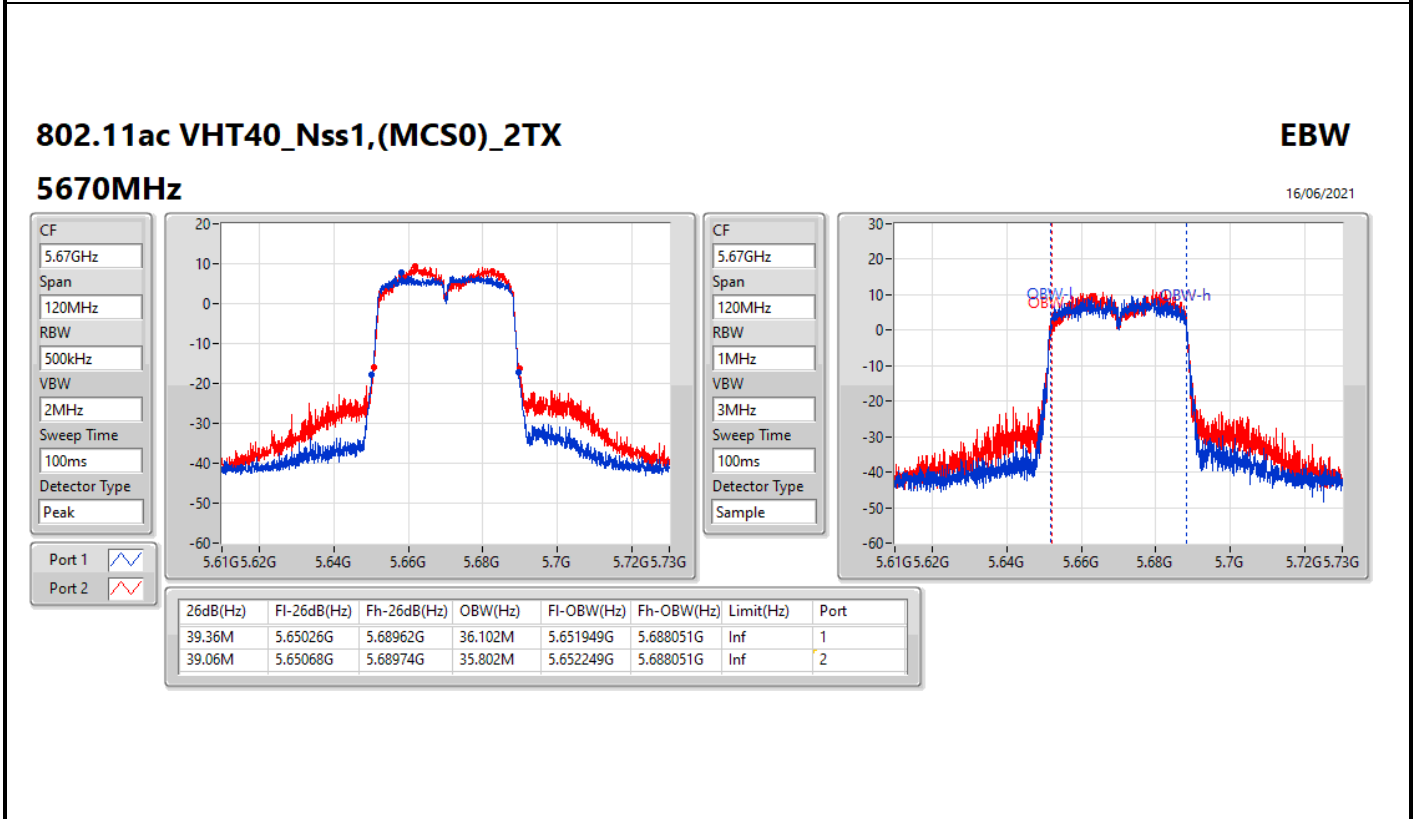 802.11ac VHT40_Nss1,(MCS0)_2TX
EBW
5670MHz
16/06/2021
CF
5.67GHz
Span
120MHz
RBW
500kHz
VBW
2MHz
Sweep Time
100ms
Detector Type
Peak
Port 1
Port 2
20
10
0
-10
-20
-30
-40
-50
-60
5.61G 5.62G 5.64G 5.66G 5.68G 5.7G 5.72G 5.73G
CF
5.67GHz
Span
120MHz
RBW
1MHz
VBW
3MHz
Sweep Time
100ms
Detector Type
Sample
30
20
10
0
-10
-20
-30
-40
-50
-60
OBW-l
OBW-h
OBW
5.61G 5.62G 5.64G 5.66G 5.68G 5.7G 5.72G 5.73G
26dB(Hz) Fl-26dB(Hz) Fh-26dB(Hz) OBW(Hz) Fl-OBW(Hz) Fh-OBW(Hz) Limit(Hz) Port
39.36M 5.65026G 5.68962G 36.102M 5.651949G 5.688051G Inf 1
39.06M 5.65068G 5.68974G 35.802M 5.652249G 5.688051G Inf 2